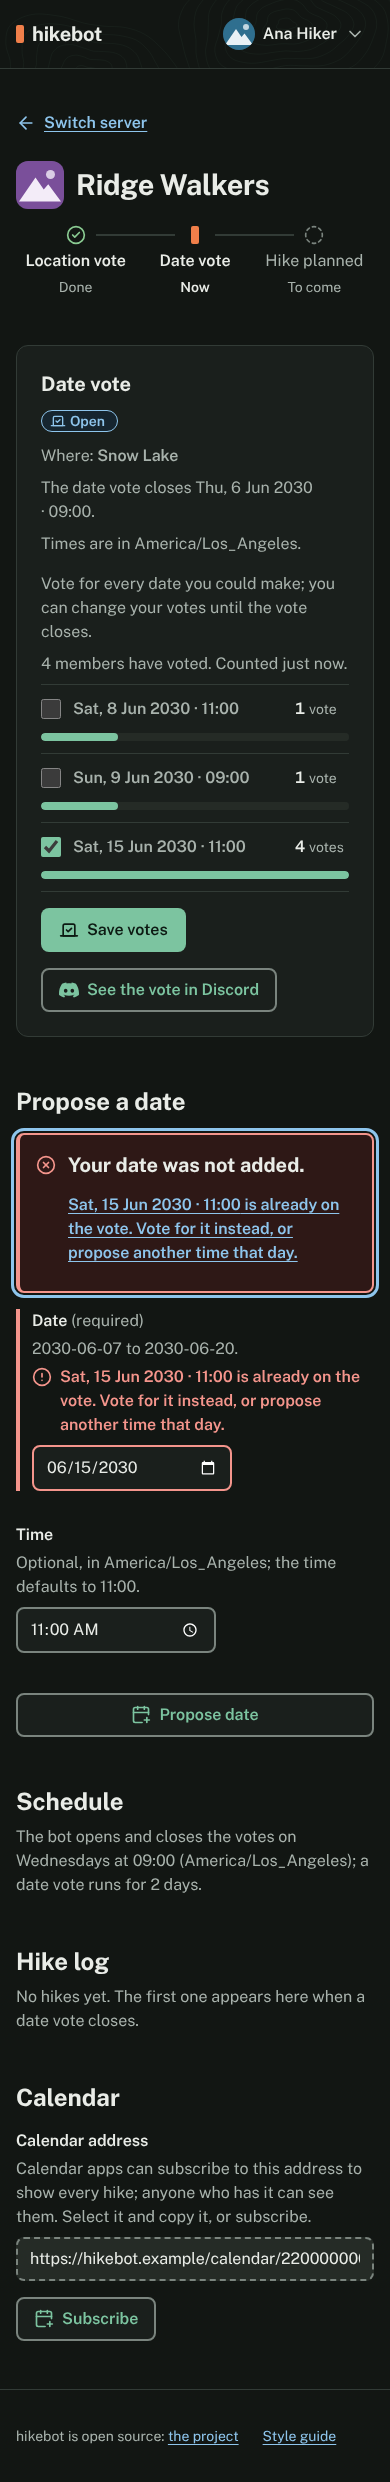 hikebot
Ana Hiker
Switch server
Ridge Walkers
Location vote
Done
Date vote
Now
Hike planned
To come
Date vote
Open
Where: Snow Lake
The date vote closes Thu, 6 Jun 2030
· 09:00.
Times are in America/Los_Angeles.
Vote for every date you could make; you
can change your votes until the vote
closes.
4 members have voted. Counted just now.
Sat, 8 Jun 2030 · 11:00 1 vote
Sun, 9 Jun 2030 · 09:00 1 vote
Sat, 15 Jun 2030 · 11:00 4 votes
Save votes
See the vote in Discord
Propose a date
Your date was not added.
Sat, 15 Jun 2030 · 11:00 is already on
the vote. Vote for it instead, or
propose another time that day.
Date (required)
2030-06-07 to 2030-06-20.
Sat, 15 Jun 2030 · 11:00 is already on the
vote. Vote for it instead, or propose
another time that day.
06/15/2030
Time
Optional, in America/Los_Angeles; the time
defaults to 11:00.
11:00 AM
Propose date
Schedule
The bot opens and closes the votes on
Wednesdays at 09:00 (America/Los_Angeles); a
date vote runs for 2 days.
Hike log
No hikes yet. The first one appears here when a
date vote closes.
Calendar
Calendar address
Calendar apps can subscribe to this address to
show every hike; anyone who has it can see
them. Select it and copy it, or subscribe.
https://hikebot.example/calendar/22000000
Subscribe
hikebot is open source: the project Style guide